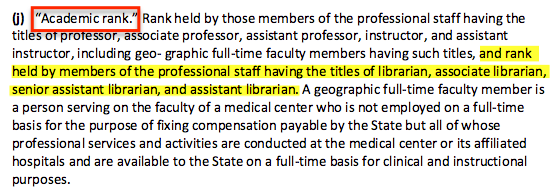 (j) “Academic rank.” Rank held by those members of the professional staff having the
titles of professor, associate professor, assistant professor, instructor, and assistant
instructor, including geo- graphic full-time faculty members having such titles, and rank
held by members of the professional staff having the titles of librarian, associate librarian,
senior assistant librarian, and assistant librarian. A geographic full-time faculty member is
a person serving on the faculty of a medical center who is not employed on a full-time
basis for the purpose of fixing compensation payable by the State but all of whose
professional services and activities are conducted at the medical center or its affiliated
hospitals and are available to the State on a full-time basis for clinical and instructional
purposes.